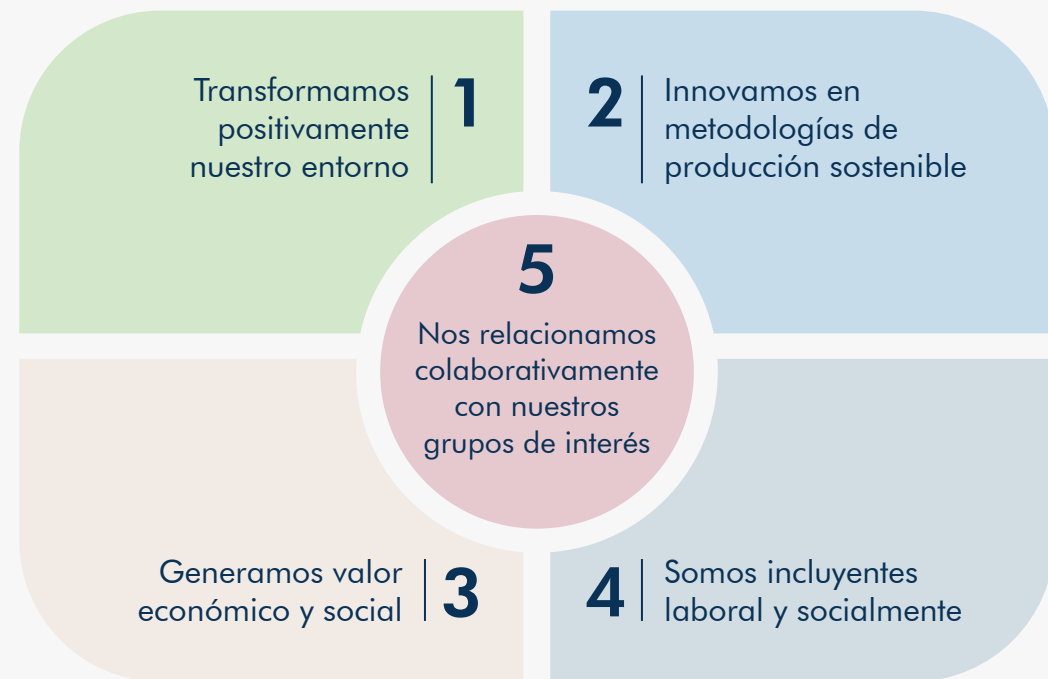 Transformamos
positivamente
nuestro entorno
1
2
Innovamos en
metodologías de
producción sostenible
5
Nos relacionamos
colaborativamente
con nuestros
grupos de interés
Generamos valor
económico y social
3
4
Somos incluyentes
laboral y socialmente